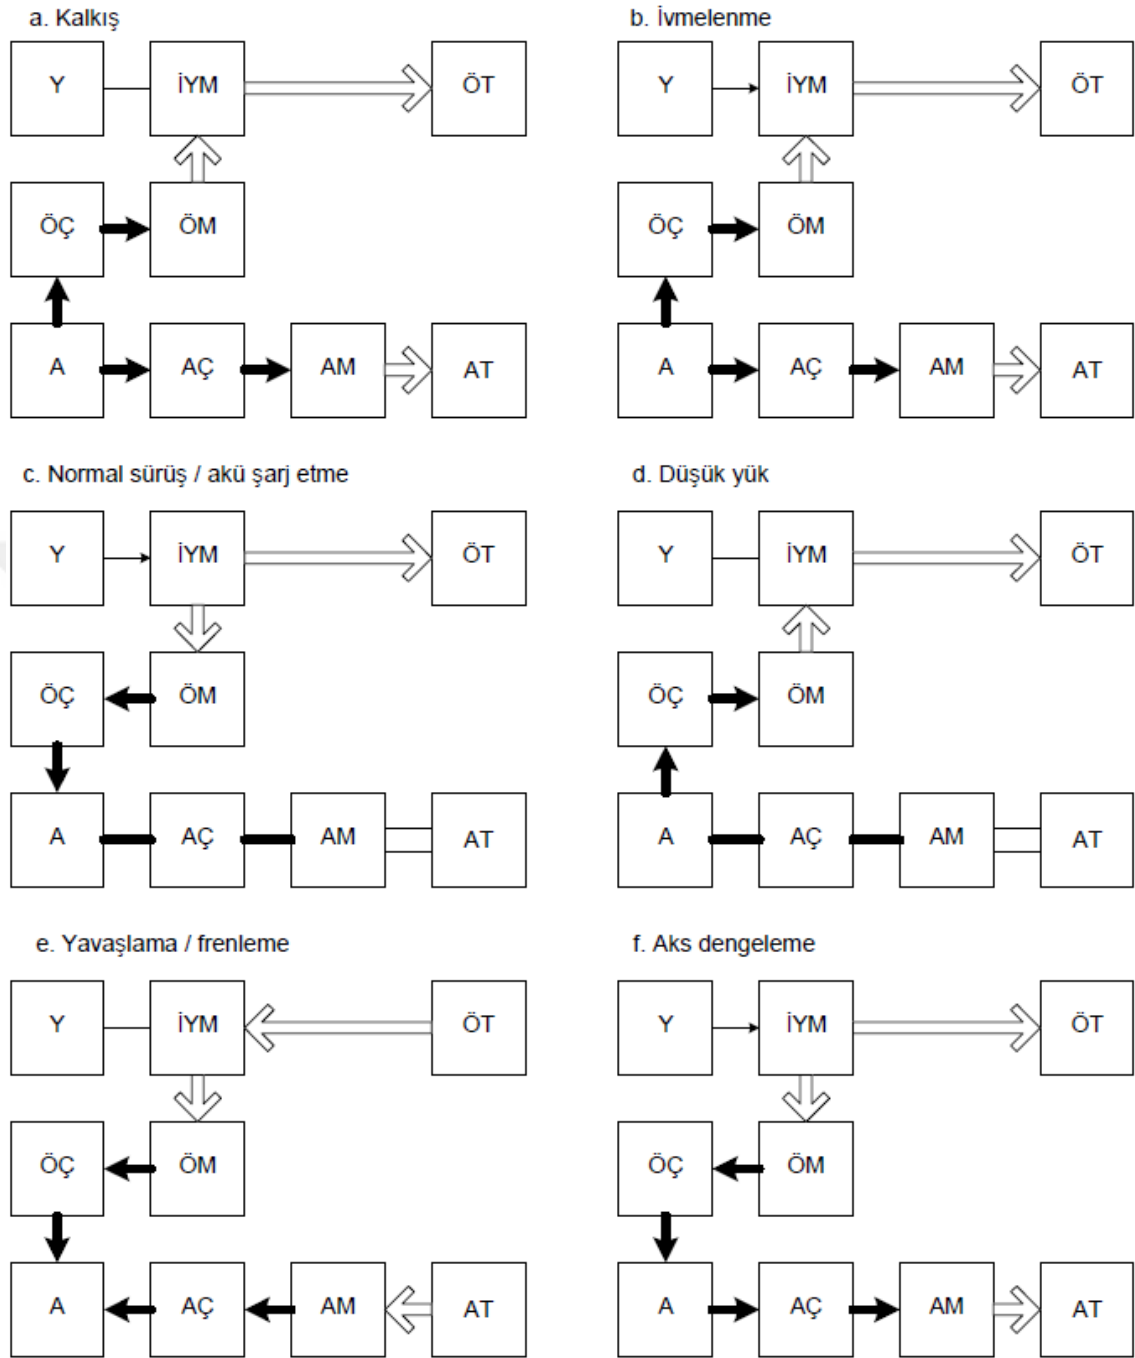 a. Kalkış
Y İYM ÖT
ÖÇ ÖM
A AÇ AM AT
b. İvmelenme
Y İYM ÖT
ÖÇ ÖM
A AÇ AM AT
c. Normal sürüş / akü şarj etme
Y İYM ÖT
ÖÇ ÖM
A AÇ AM AT
d. Düşük yük
Y İYM ÖT
ÖÇ ÖM
A AÇ AM AT
e. Yavaşlama / frenleme
Y İYM ÖT
ÖÇ ÖM
A AÇ AM AT
f. Aks dengeleme
Y İYM ÖT
ÖÇ ÖM
A AÇ AM AT